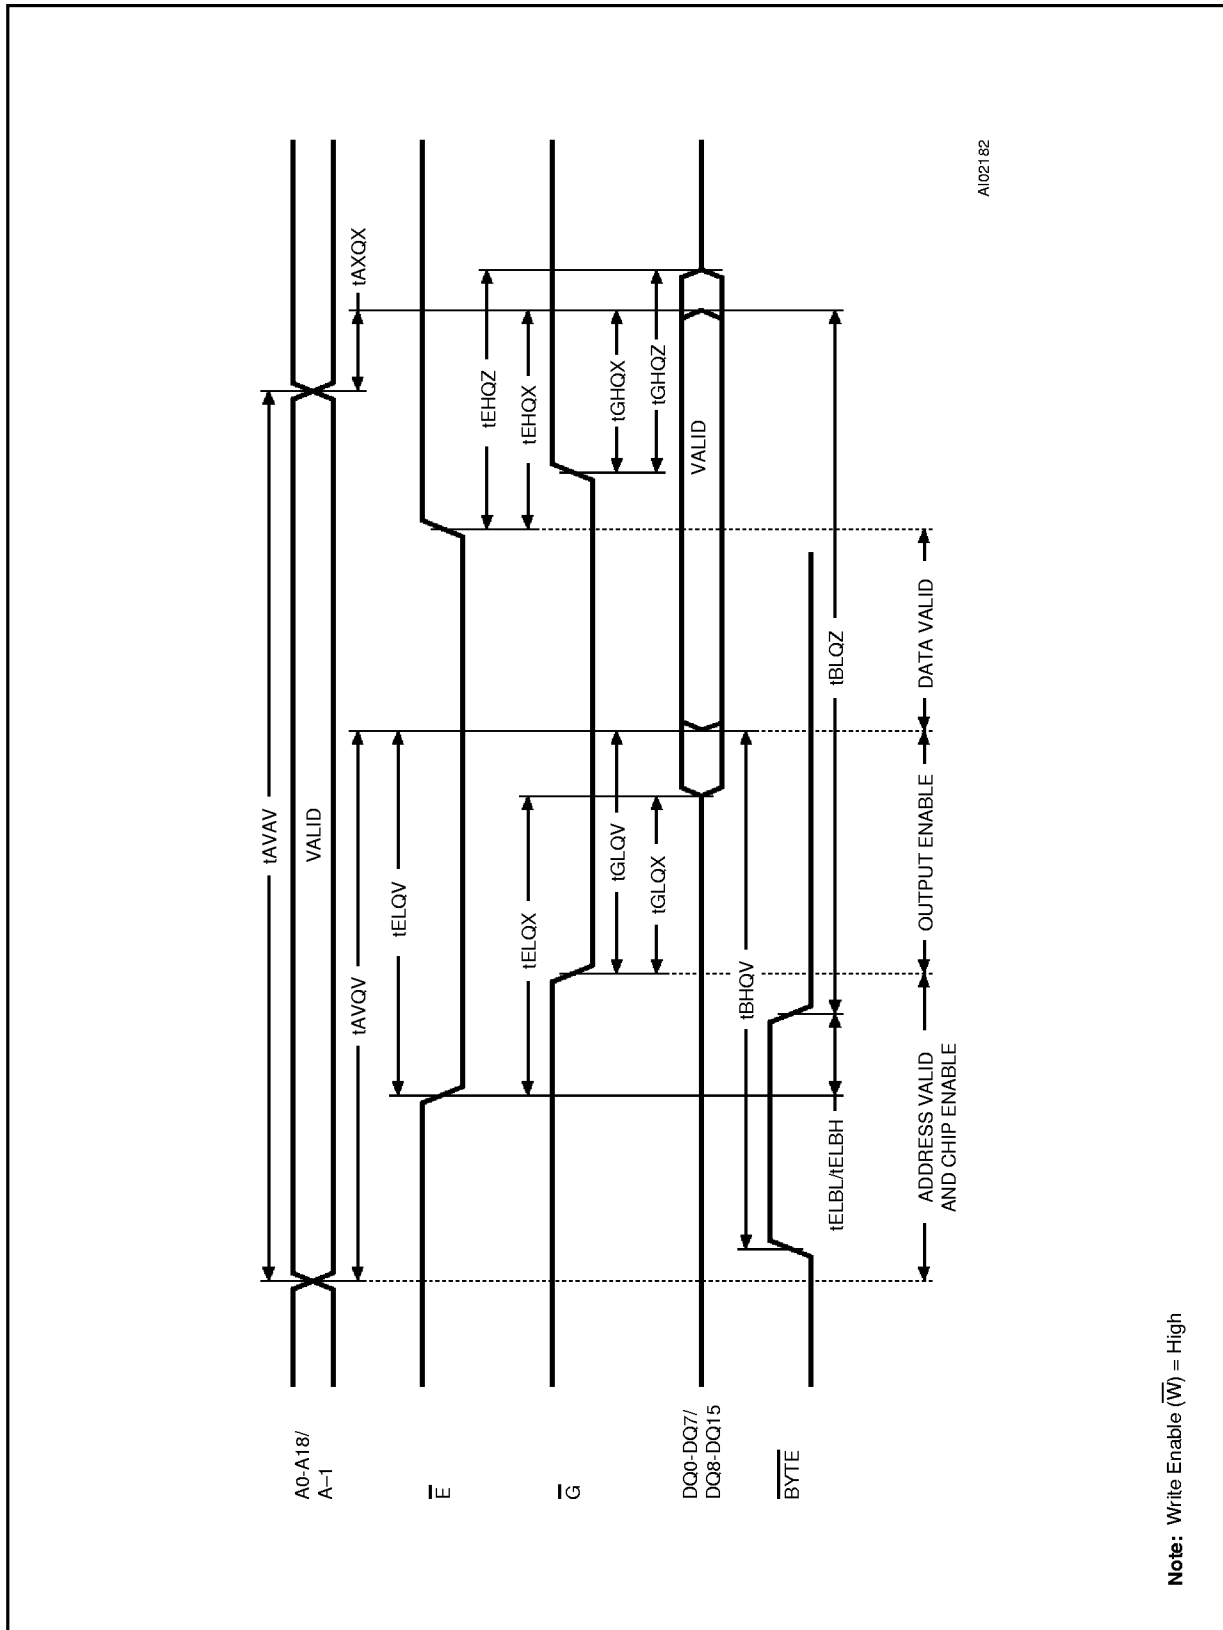 tAVAV
A0-A18/
A–1
VALID
tAVQV
tAXQX
tELQV
E
tEHQZ
tELQX
tEHQX
G
tGLQV
tGHQX
tGLQX
tGHQZ
DQ0-DQ7/
DQ8-DQ15
VALID
tBHQV
BYTE
tELBL/tELBH
tBLQZ
ADDRESS VALID
AND CHIP ENABLE
OUTPUT ENABLE
DATA VALID
AI02182
Note: Write Enable (W) = High